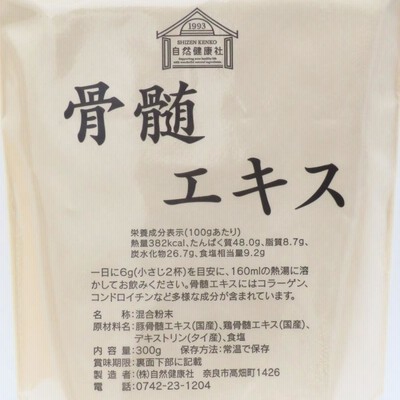 1993
SHIZEN KENKO
自然健康社
骨髄
エキス
栄養成分表示(100gあたり)
熱量382kcal、たんぱく質48.0g、脂質8.7g、
炭水化物26.7g、食塩相当量9.2g
一日に6g(小さじ2杯)を目安に、160mlの熱湯に溶
かしてお飲みください。骨髄エキスにはコラーゲン、
コンドロイチンなど多様な成分が含まれています。
名　　称:混合粉末
原材料名:豚骨髄エキス(国産)、鶏骨髄エキス(国産)、
デキストリン(タイ産)、食塩
内 容 量:300g　保存方法:常温で保存
賞味期限:裏面下部に記載
製 造 者:(株)自然健康社　奈良市高畑町1426
電　　話:0742-23-1204